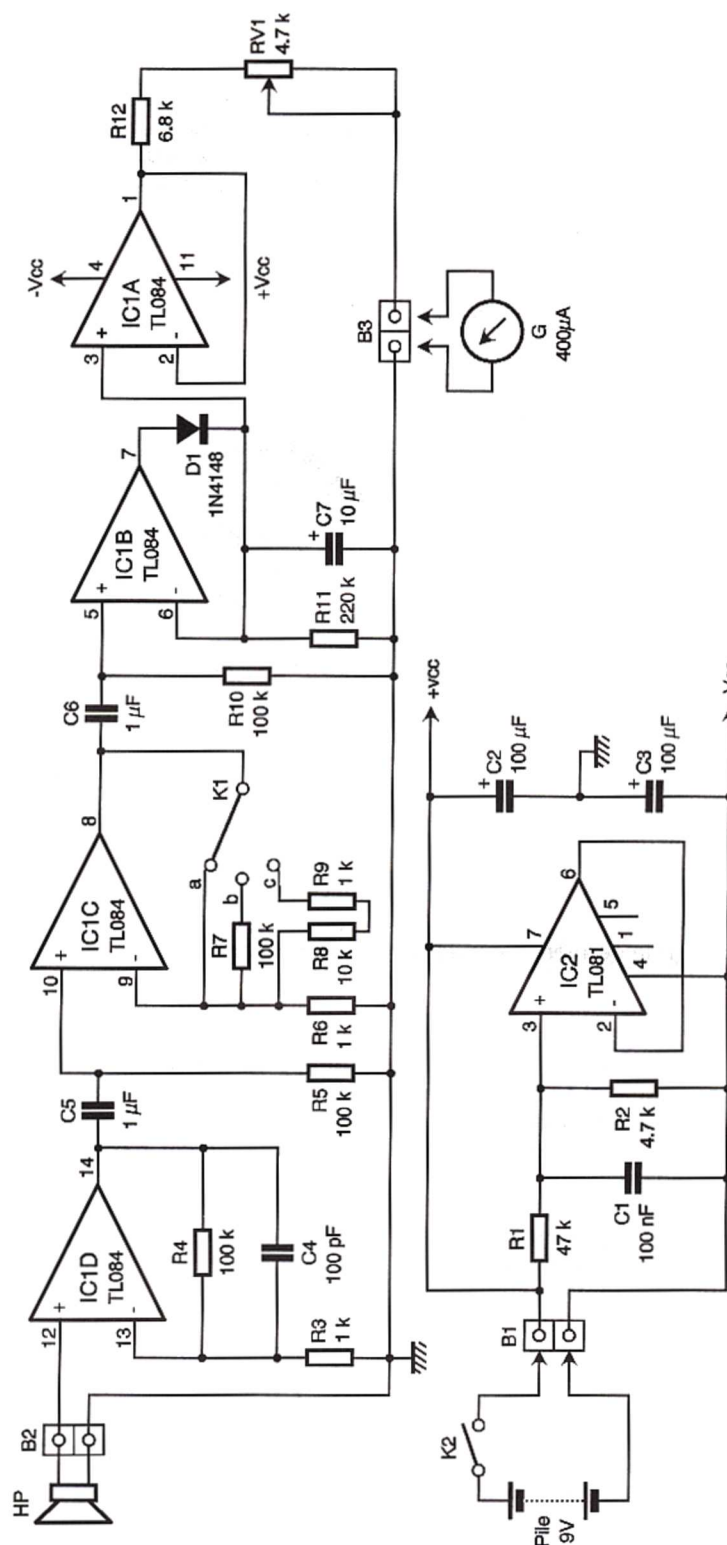 HP
B2
12
13
+
-
IC1D
TL084
14
R4
100 k
C4
100 pF
R3
1 k
C5
1 µF
R5
100 k
10
9
+
-
IC1C
TL084
8
K1
a
b
c
R7
100 k
R6
1 k
R8
10 k
R9
1 k
C6
1 µF
R10
100 k
5
6
+
-
IC1B
TL084
7
D1
1N4148
R11
220 k
+
C7
10 µF
3
2
+
-
IC1A
TL084
-Vcc
4
11
+Vcc
1
R12
6.8 k
RV1
4.7 k
B3
G
400µA
K2
Pile
9V
B1
R1
47 k
C1
100 nF
R2
4.7 k
3
2
+
-
IC2
TL081
7
4
1
5
6
+vcc
+
C2
100 µF
+
C3
100 µF